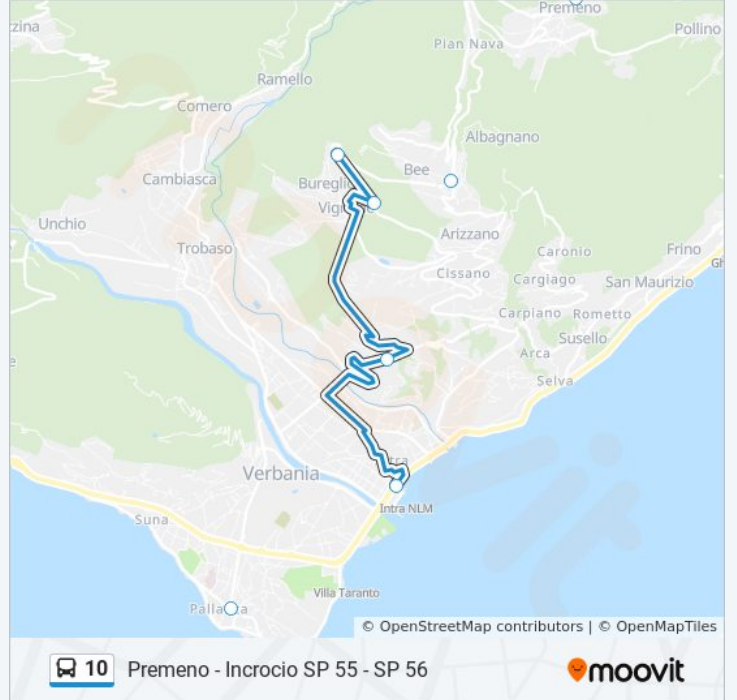 zina
Premeno
Pian Nava
Pollino
Ramello
Comero
Albagnano
Bee
Cambiasca
Bureglio
Unchio
Arizzano
Trobaso
Caronio
Frino
Cissano
Cargiago
San Maurizio
Gh
Carpiano
Rometto
Susello
Arca
Selva
Verbania
Intra NLM
Suna
Villa Taranto
© OpenStreetMap contributors | © OpenMapTiles
10
Premeno - Incrocio SP 55 - SP 56
moovit